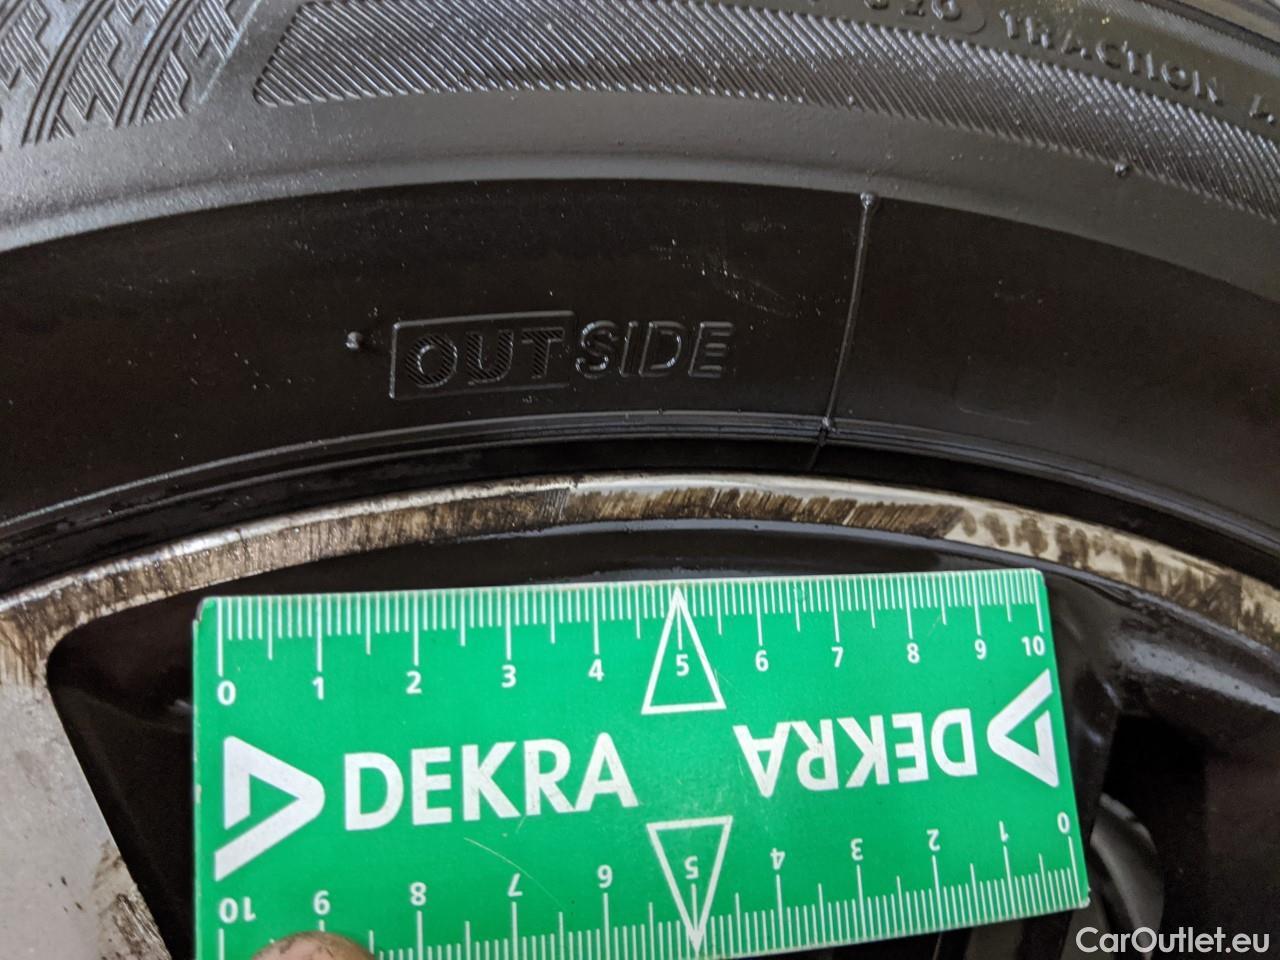 520 TRACTION
OUTSIDE
0 1 2 3 4 5 6 7 8 9 10
DEKRA DEKRA
10 9 8 7 6 5 4 3 2 1 0
CarOutlet.eu